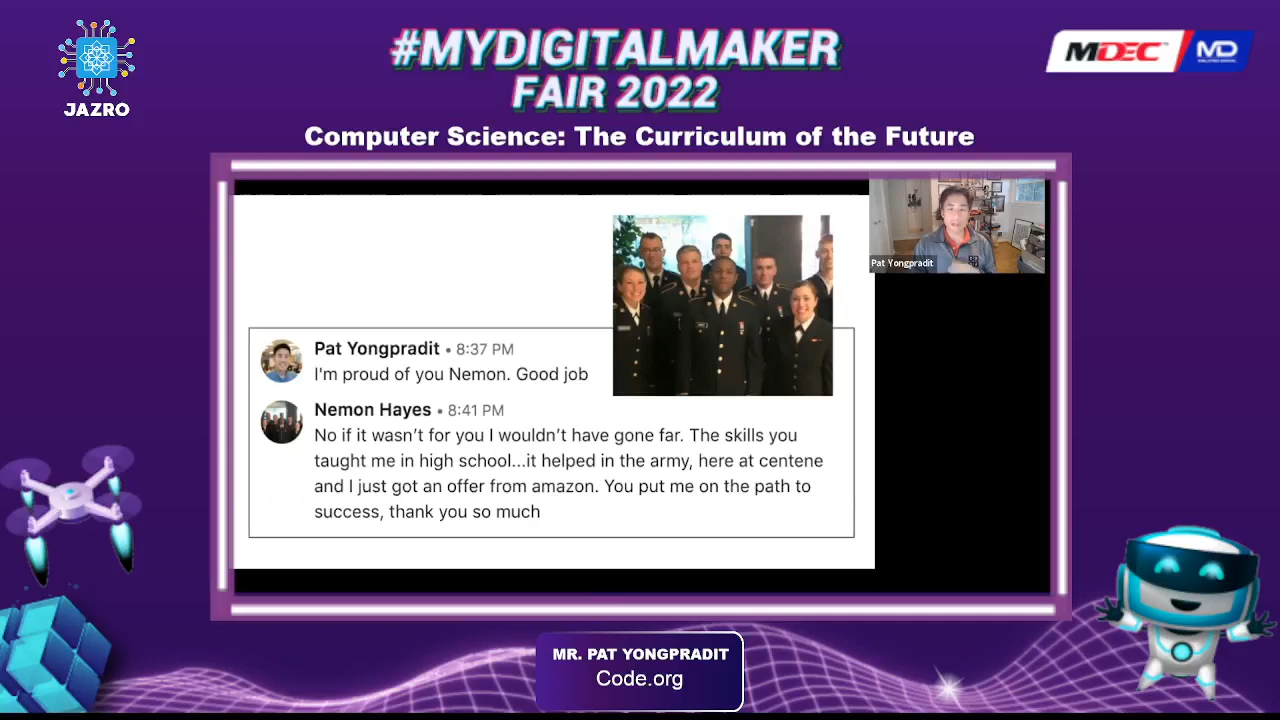 JAZRO
#MYDIGITALMAKER
FAIR 2022
MDEC
MD
Computer Science: The Curriculum of the Future
Pat Yongpradit
Pat Yongpradit • 8:37 PM
I'm proud of you Nemon. Good job
Nemon Hayes • 8:41 PM
No if it wasn't for you I wouldn't have gone far. The skills you
taught me in high school...it helped in the army, here at centene
and I just got an offer from amazon. You put me on the path to
success, thank you so much
MR. PAT YONGPRADIT
Code.org